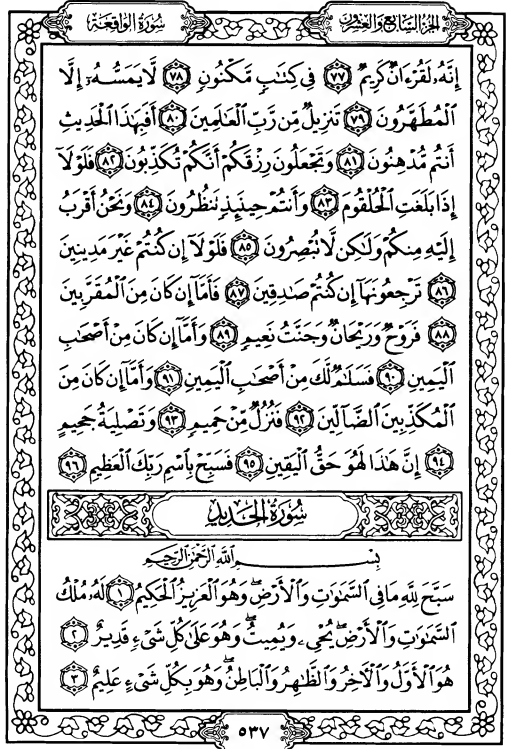 الجزء السابع والعشرون سورة الواقعة
إِنَّهُۥ لَقُرْءَانٌ كَرِيمٌ ٧٧ فِى كِتَٰبٍ مَّكْنُونٍ ٧٨ لَّا يَمَسُّهُۥٓ إِلَّا
ٱلْمُطَهَّرُونَ ٧٩ تَنزِيلٌ مِّن رَّبِّ ٱلْعَٰلَمِينَ ٨٠ أَفَبِهَٰذَا ٱلْحَدِيثِ
أَنتُم مُّدْهِنُونَ ٨١ وَتَجْعَلُونَ رِزْقَكُمْ أَنَّكُمْ تُكَذِّبُونَ ٨٢ فَلَوْلَآ
إِذَا بَلَغَتِ ٱلْحُلْقُومَ ٨٣ وَأَنتُمْ حِينَئِذٍ تَنظُرُونَ ٨٤ وَنَحْنُ أَقْرَبُ
إِلَيْهِ مِنكُمْ وَلَٰكِن لَّا تُبْصِرُونَ ٨٥ فَلَوْلَآ إِن كُنتُمْ غَيْرَ مَدِينِينَ
٨٦ تَرْجِعُونَهَآ إِن كُنتُمْ صَٰدِقِينَ ٨٧ فَأَمَّآ إِن كَانَ مِنَ ٱلْمُقَرَّبِينَ
٨٨ فَرَوْحٌ وَرَيْحَانٌ وَجَنَّتُ نَعِيمٍ ٨٩ وَأَمَّآ إِن كَانَ مِنْ أَصْحَٰبِ
ٱلْيَمِينِ ٩٠ فَسَلَٰمٌ لَّكَ مِنْ أَصْحَٰبِ ٱلْيَمِينِ ٩١ وَأَمَّآ إِن كَانَ مِنَ
ٱلْمُكَذِّبِينَ ٱلضَّآلِّينَ ٩٢ فَنُزُلٌ مِّنْ حَمِيمٍ ٩٣ وَتَصْلِيَةُ جَحِيمٍ
٩٤ إِنَّ هَٰذَا لَهُوَ حَقُّ ٱلْيَقِينِ ٩٥ فَسَبِّحْ بِٱسْمِ رَبِّكَ ٱلْعَظِيمِ ٩٦
سُورَةُ الحَدِيدِ
بِسْمِ ٱللَّهِ ٱلرَّحْمَٰنِ ٱلرَّحِيمِ
سَبَّحَ لِلَّهِ مَا فِى ٱلسَّمَٰوَٰتِ وَٱلْأَرْضِ ۖ وَهُوَ ٱلْعَزِيزُ ٱلْحَكِيمُ ١ لَهُۥ مُلْكُ
ٱلسَّمَٰوَٰتِ وَٱلْأَرْضِ ۖ يُحْىِۦ وَيُمِيتُ ۖ وَهُوَ عَلَىٰ كُلِّ شَىْءٍ قَدِيرٌ ٢
هُوَ ٱلْأَوَّلُ وَٱلْءَاخِرُ وَٱلظَّٰهِرُ وَٱلْبَاطِنُ ۖ وَهُوَ بِكُلِّ شَىْءٍ عَلِيمٌ ٣
٥٣٧